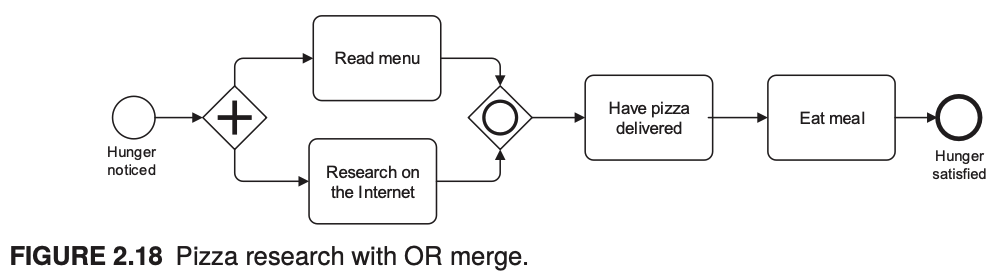 Read menu
Hunger
noticed
Research on
the Internet
Have pizza
delivered
Eat meal
Hunger
satisfied
FIGURE 2.18 Pizza research with OR merge.